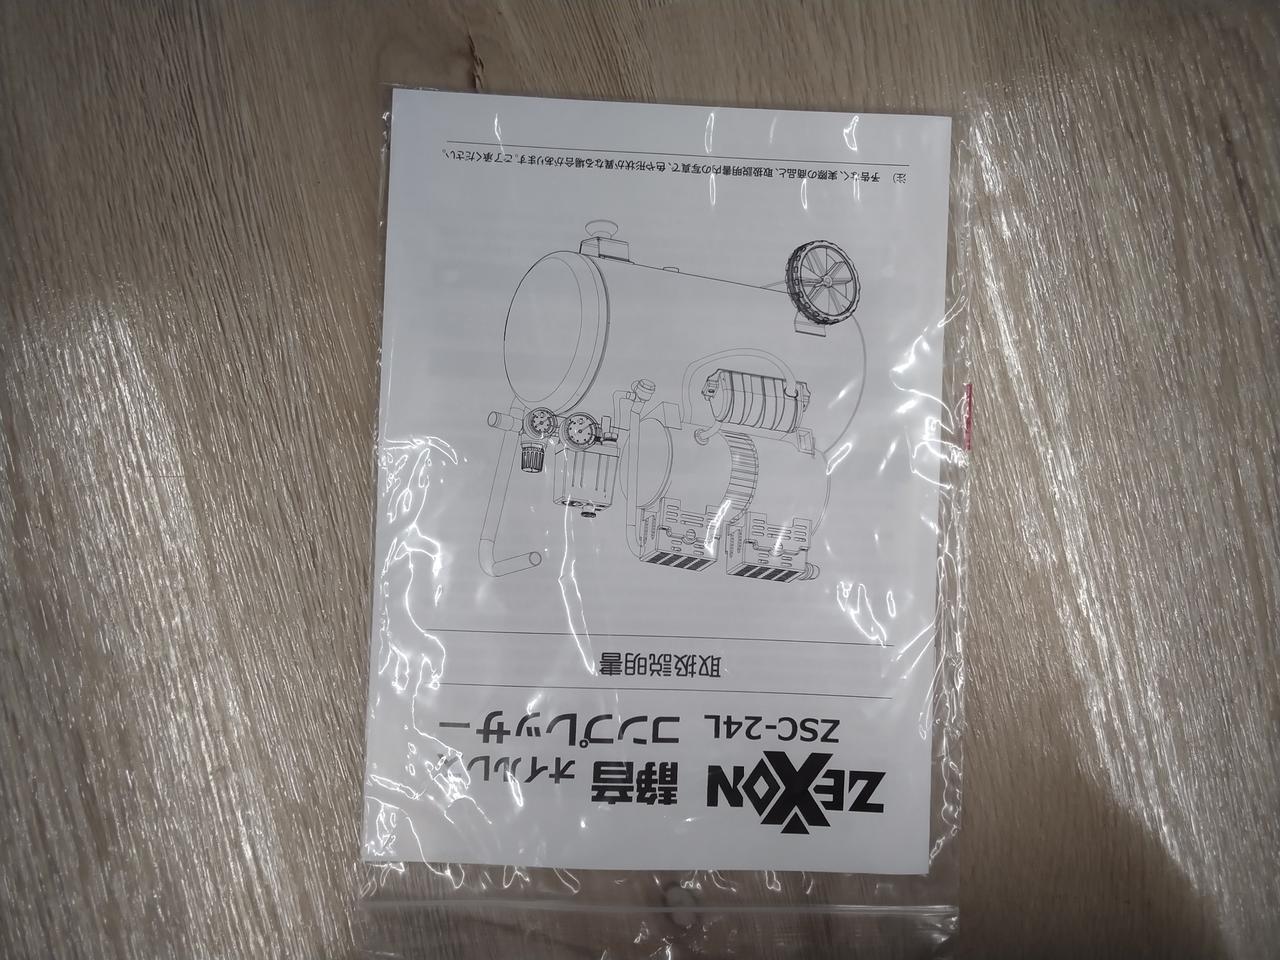 ZEXON 静音 オイルレス
ZSC-24L コンプレッサー
取扱説明書
注) 予告なく、実際の商品と、取扱説明書内の写真で、色や形状が異なる場合があります。ご了承ください。